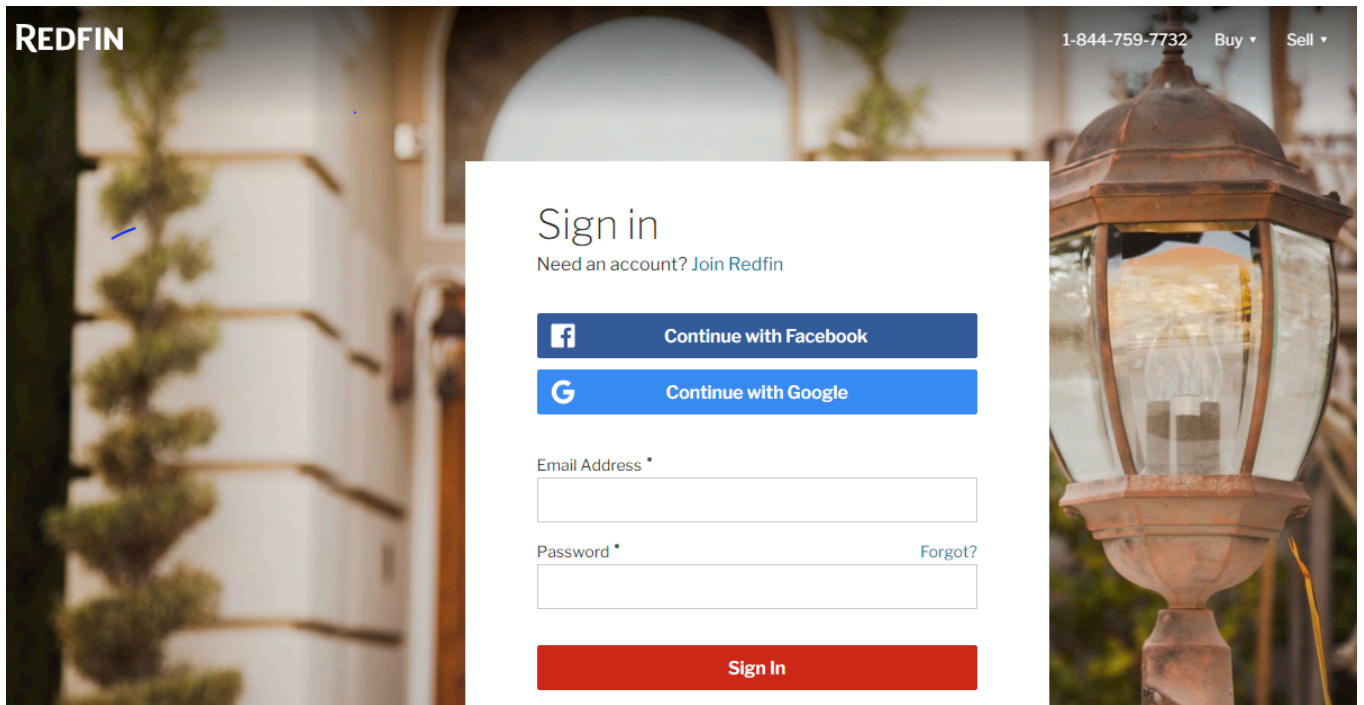 REDFIN
1-844-759-7732 Buy ▾ Sell ▾
Sign in
Need an account? Join Redfin
Continue with Facebook
G Continue with Google
Email Address *
Password * Forgot?
Sign In